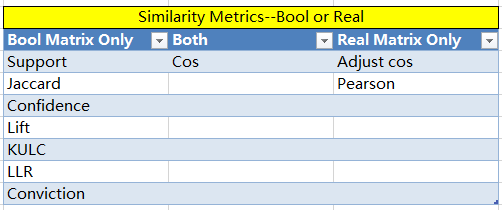 Similarity Metrics--Bool or Real
Bool Matrix Only Both Real Matrix Only
Support Cos Adjust cos
Jaccard Pearson
Confidence
Lift
KULC
LLR
Conviction